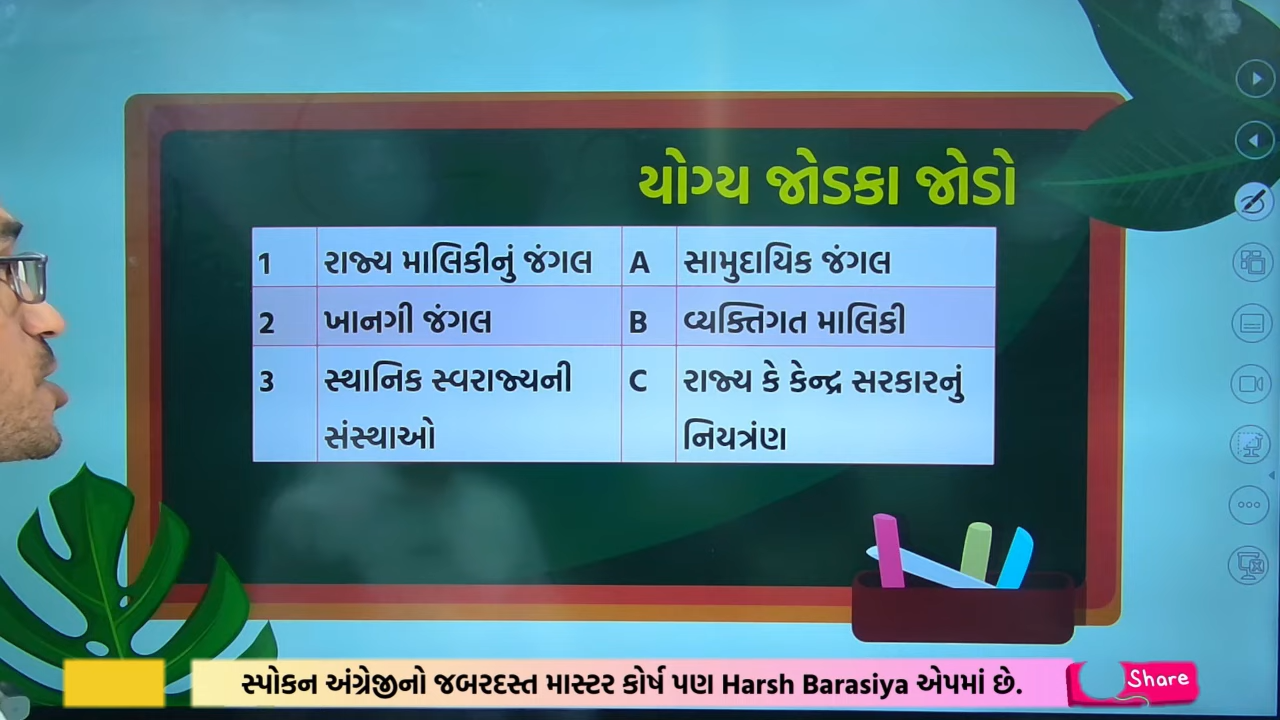 યોગ્ય જોડકા જોડો
1 રાજ્ય માલિકીનું જંગલ A સામુદાયિક જંગલ
2 ખાનગી જંગલ B વ્યક્તિગત માલિકી
3 સ્થાનિક સ્વરાજ્યની C રાજ્ય કે કેન્દ્ર સરકારનું
સંસ્થાઓ નિયત્રંણ
સ્પોકન અંગ્રેજીનો જબરદસ્ત માસ્ટર કોર્ષ પણ Harsh Barasiya એપમાં છે.
Share